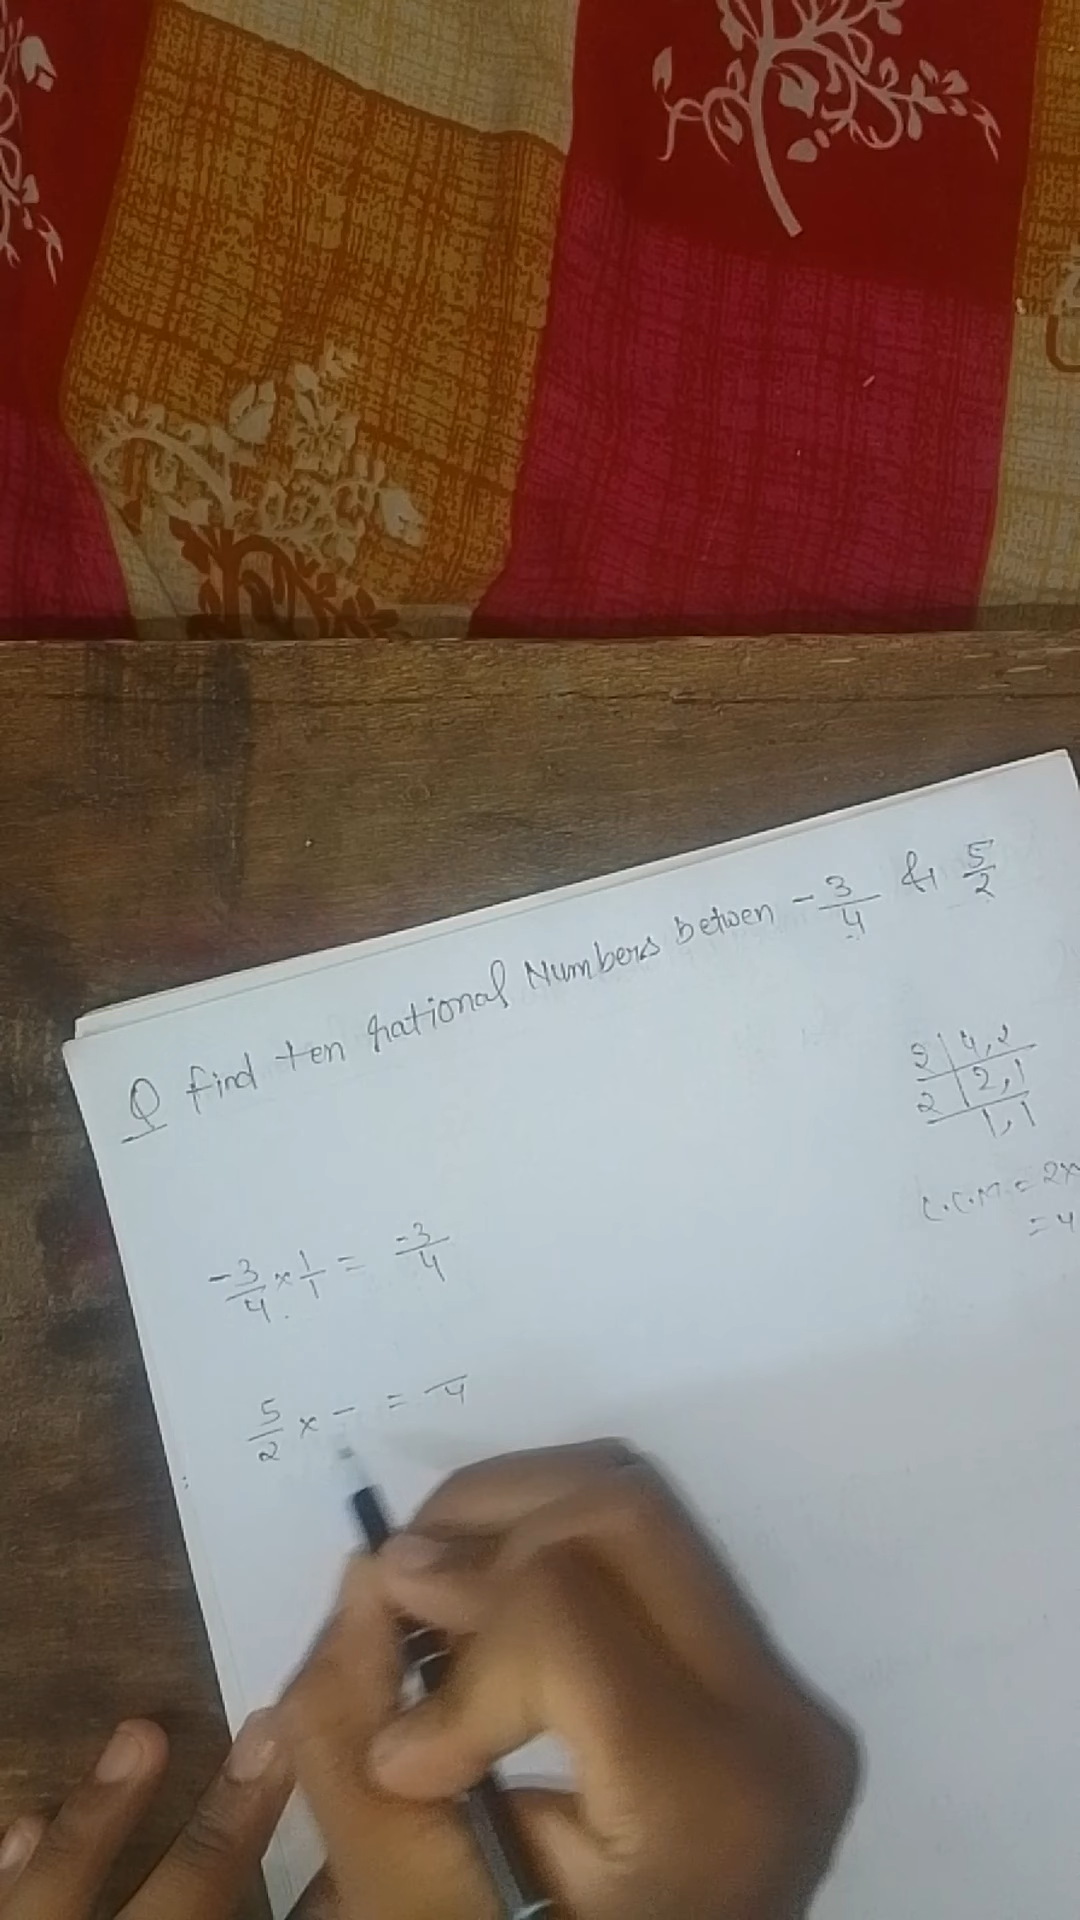 Q find ten rational Numbers betwen -3/4 & 5/2
2 | 4, 2
2 | 2, 1
1, 1
L.C.M. = 2×
= 4
-3/4 × 1/1 = -3/4
5/2 × — = —/4